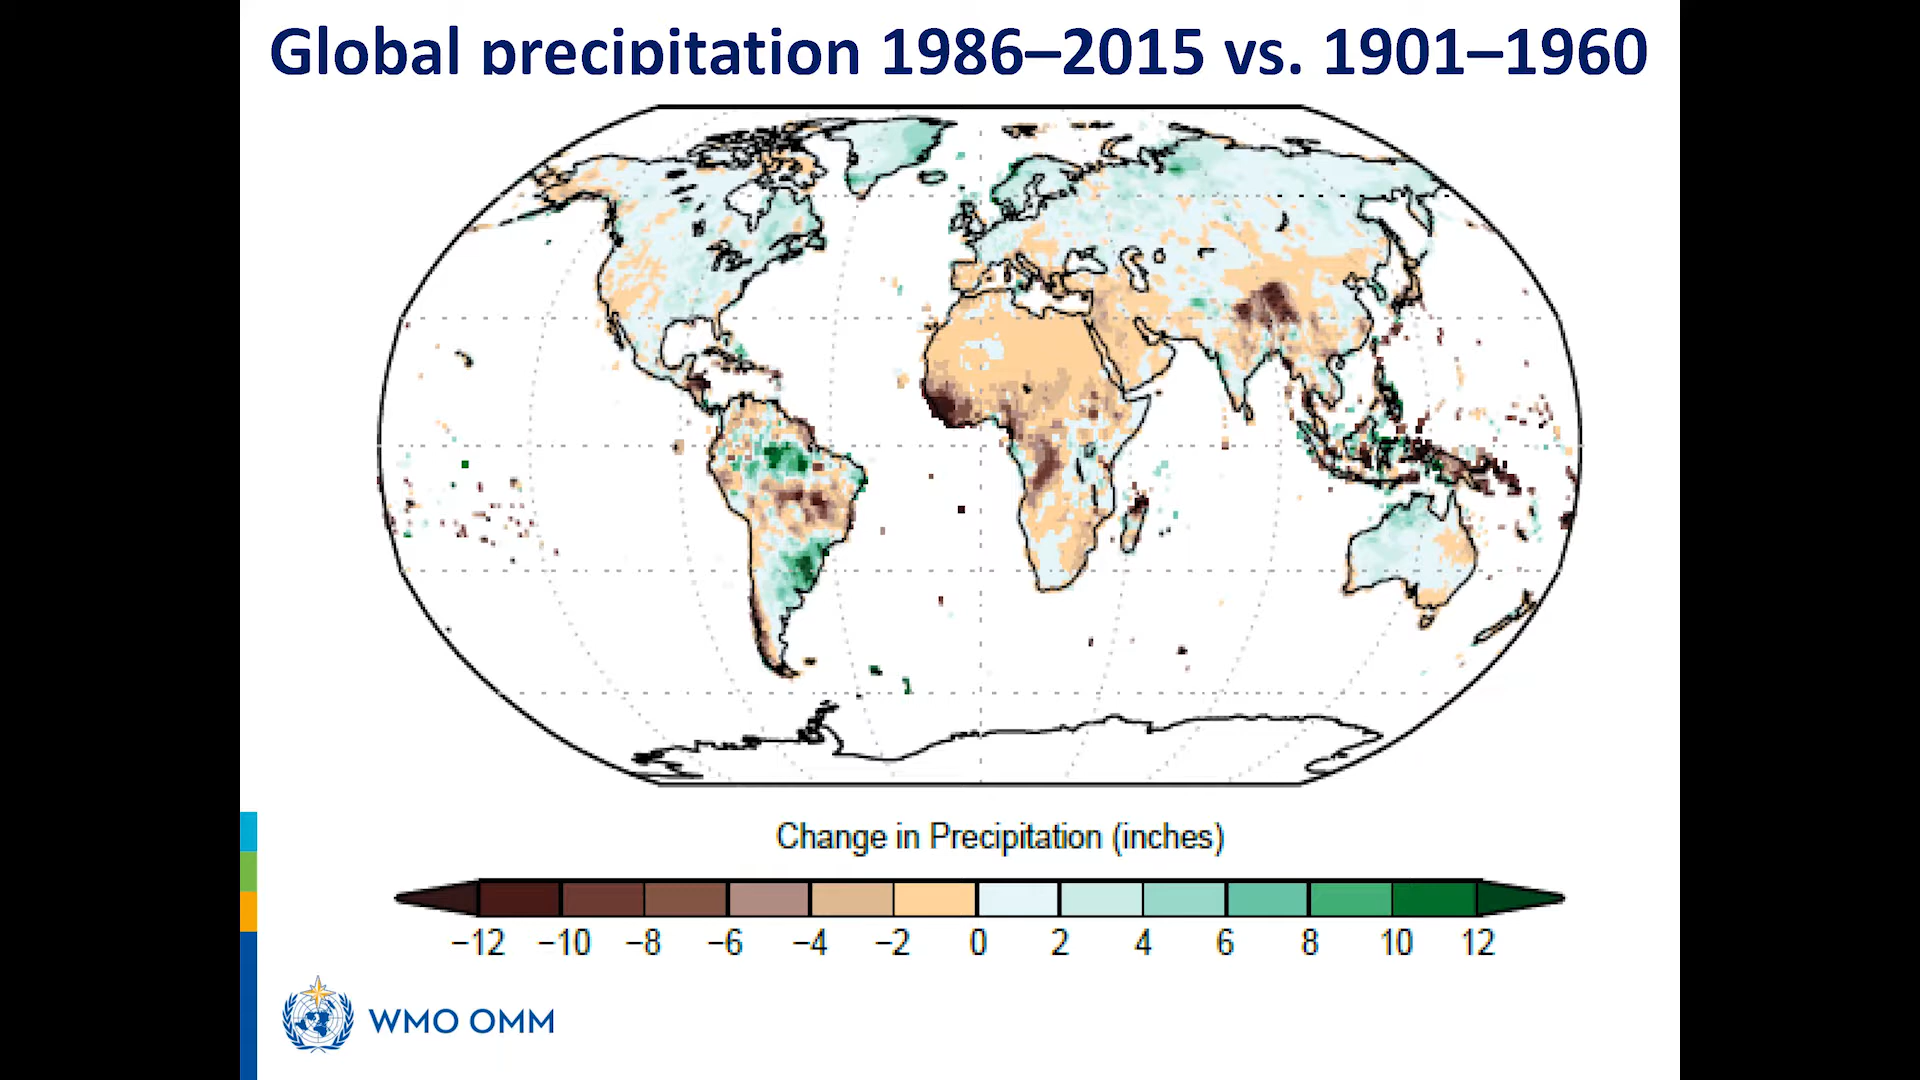 Global precipitation 1986–2015 vs. 1901–1960
Change in Precipitation (inches)
−12 −10 −8 −6 −4 −2 0 2 4 6 8 10 12
WMO OMM